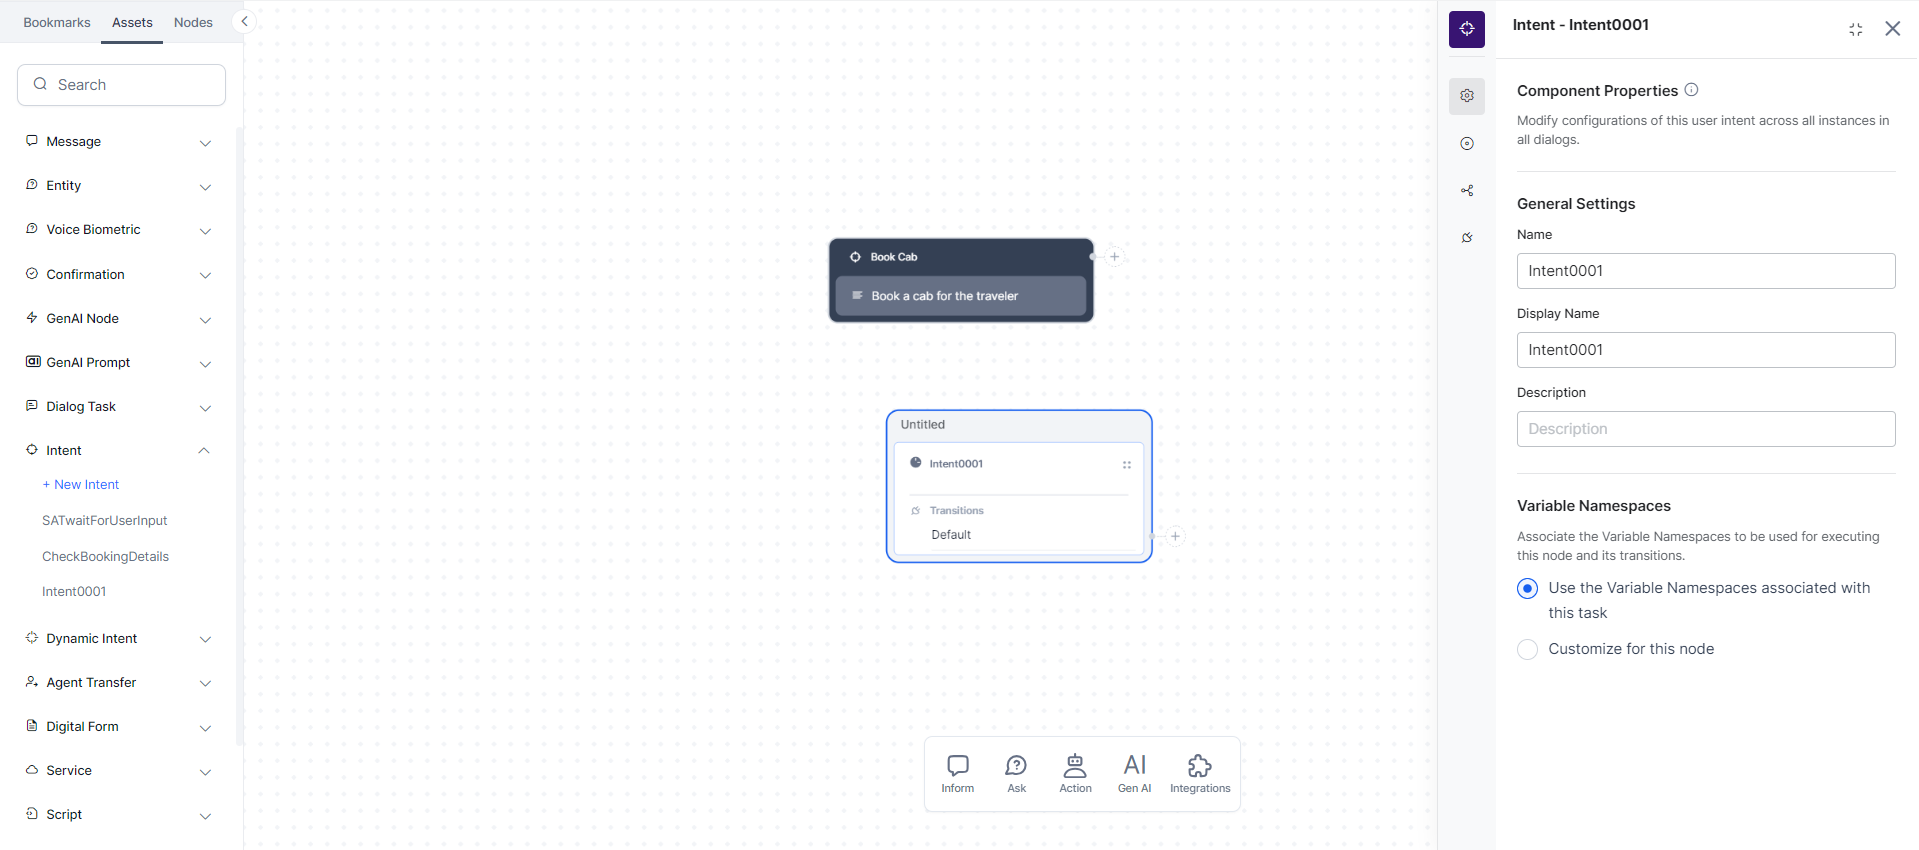 Bookmarks
Assets
Nodes
Search
Message
Entity
Voice Biometric
Confirmation
GenAI Node
GenAI Prompt
Dialog Task
Intent
+ New Intent
SATwaitForUserInput
CheckBookingDetails
Intent0001
Dynamic Intent
Agent Transfer
Digital Form
Service
Script
Book Cab
Book a cab for the traveler
Untitled
Intent0001
Transitions
Default
Inform
Ask
Action
AI
Gen AI
Integrations
Intent - Intent0001
Component Properties
Modify configurations of this user intent across all instances in
all dialogs.
General Settings
Name
Intent0001
Display Name
Intent0001
Description
Description
Variable Namespaces
Associate the Variable Namespaces to be used for executing
this node and its transitions.
Use the Variable Namespaces associated with
this task
Customize for this node